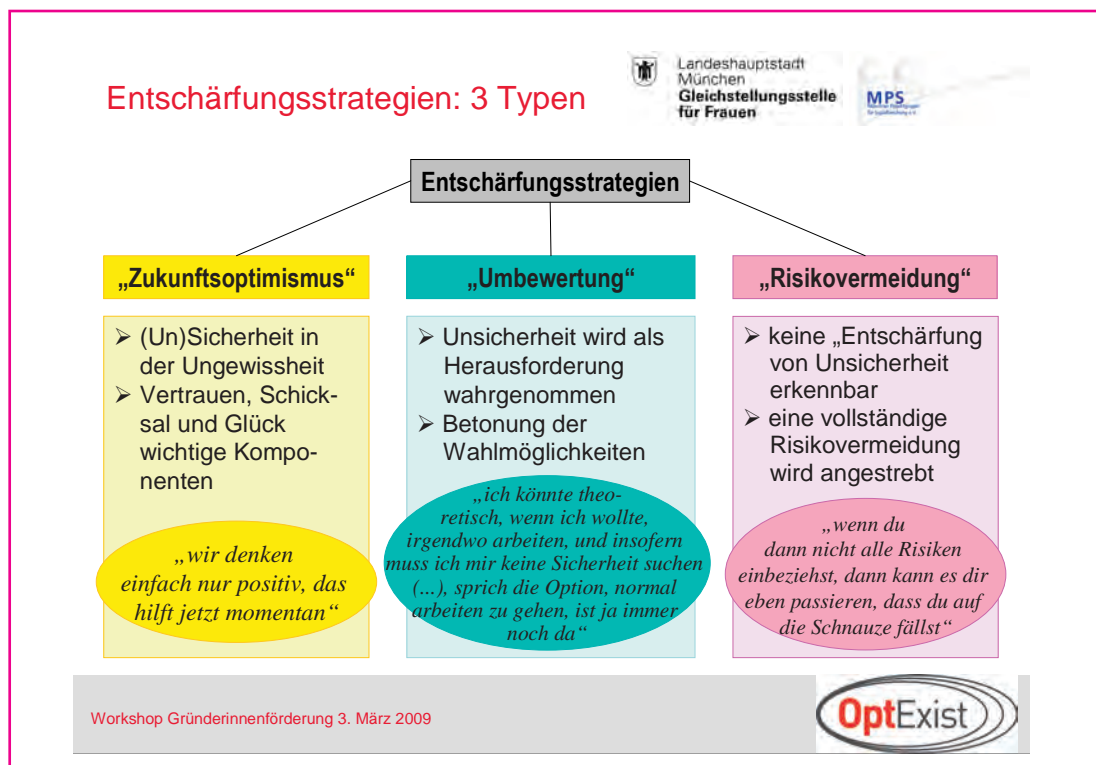 Entschärfungsstrategien: 3 Typen
Landeshauptstadt
München
Gleichstellungsstelle
für Frauen
MPS
Entschärfungsstrategien
„Zukunftsoptimismus“
➢ (Un)Sicherheit in
der Ungewissheit
➢ Vertrauen, Schick-
sal und Glück
wichtige Kompo-
nenten
„wir denken
einfach nur positiv, das
hilft jetzt momentan“
„Umbewertung“
➢ Unsicherheit wird als
Herausforderung
wahrgenommen
➢ Betonung der
Wahlmöglichkeiten
„ich könnte theo-
retisch, wenn ich wollte,
irgendwo arbeiten, und insofern
muss ich mir keine Sicherheit suchen
(…), sprich die Option, normal
arbeiten zu gehen, ist ja immer
noch da“
„Risikovermeidung“
➢ keine „Entschärfung
von Unsicherheit
erkennbar
➢ eine vollständige
Risikovermeidung
wird angestrebt
„wenn du
dann nicht alle Risiken
einbeziehst, dann kann es dir
eben passieren, dass du auf
die Schnauze fällst“
Workshop Gründerinnenförderung 3. März 2009
OptExist